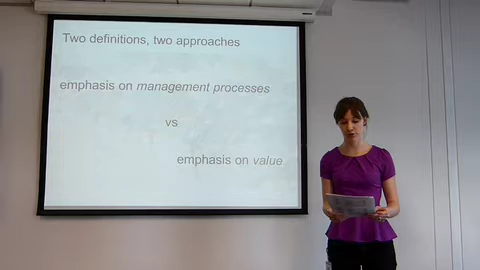 Two definitions, two approaches
emphasis on management processes
vs
emphasis on value